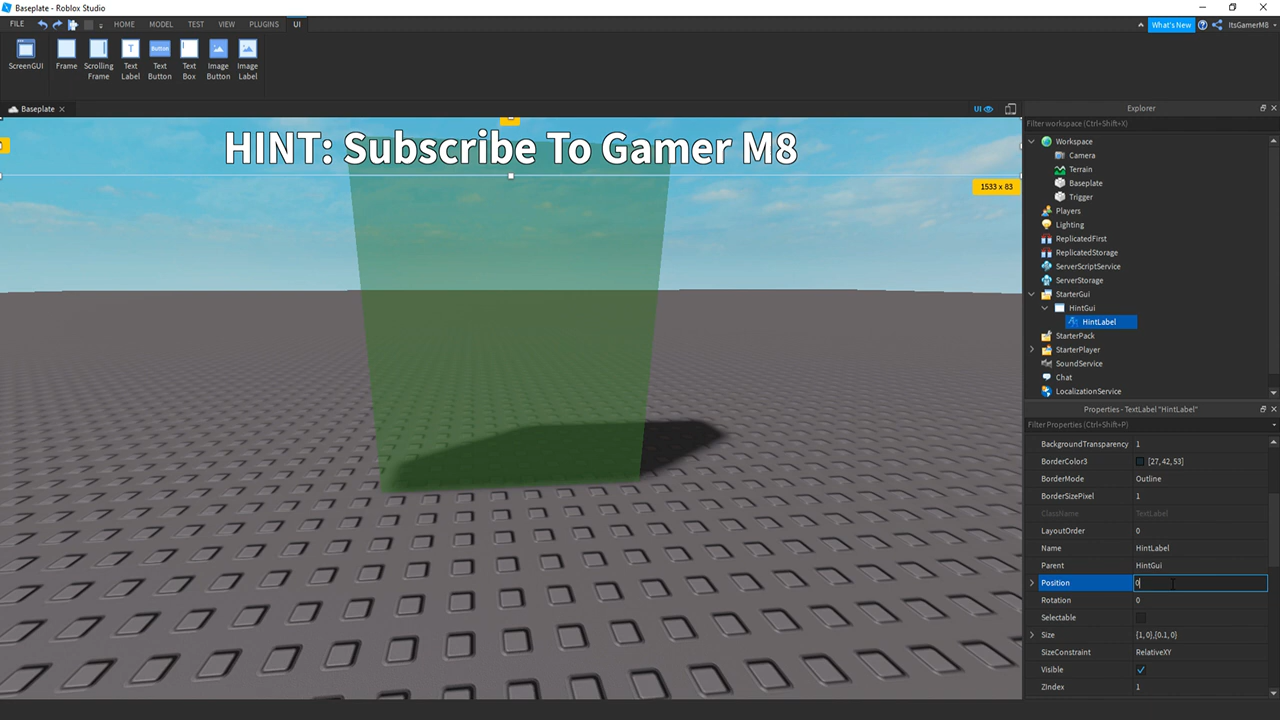 Baseplate - Roblox Studio
FILE HOME MODEL TEST VIEW PLUGINS UI What's New ItsGamerM8
ScreenGUI Frame Scrolling Frame Text Label Text Button Text Box Image Button Image Label
Button
T
Baseplate UI
Explorer
Filter workspace (Ctrl+Shift+X)
HINT: Subscribe To Gamer M8
1533 x 83
Workspace
Camera
Terrain
Baseplate
Trigger
Players
Lighting
ReplicatedFirst
ReplicatedStorage
ServerScriptService
ServerStorage
StarterGui
HintGui
HintLabel
StarterPack
StarterPlayer
SoundService
Chat
LocalizationService
Properties - TextLabel "HintLabel"
Filter Properties (Ctrl+Shift+P)
BackgroundTransparency 1
BorderColor3 [27, 42, 53]
BorderMode Outline
BorderSizePixel 1
ClassName TextLabel
LayoutOrder 0
Name HintLabel
Parent HintGui
Position 0
Rotation 0
Selectable
Size {1, 0},{0.1, 0}
SizeConstraint RelativeXY
Visible
ZIndex 1